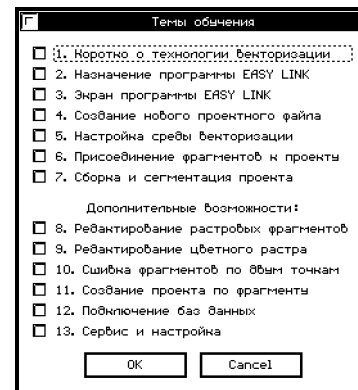 Темы обучения
1. Коротко о технологии векторизации
2. Назначение программы EASY LINK
3. Экран программы EASY LINK
4. Создание нового проектного файла
5. Настройка среды векторизации
6. Присоединение фрагментов к проекту
7. Сборка и сегментация проекта
Дополнительные возможности:
8. Редактирование растровых фрагментов
9. Редактирование цветного растра
10. Сшивка фрагментов по двум точкам
11. Создание проекта по фрагменту
12. Подключение баз данных
13. Сервис и настройка
OK Cancel